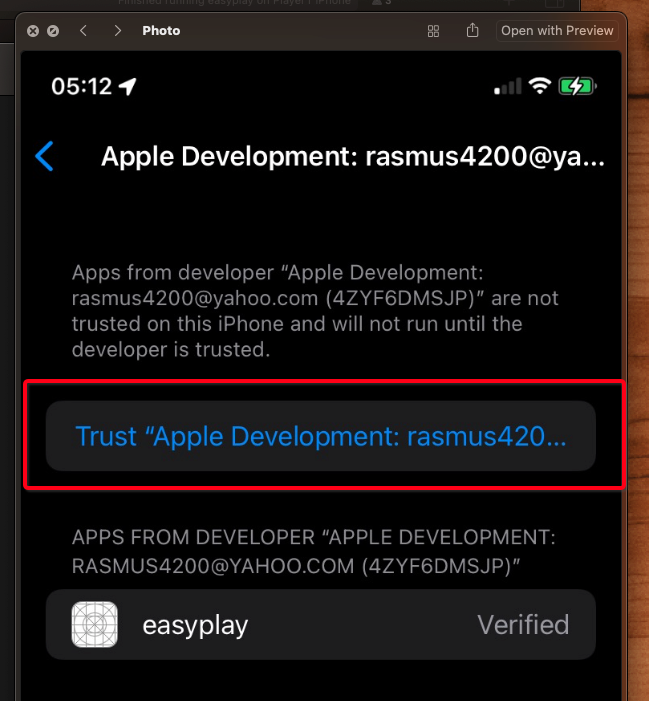 Finished running easyplay on Player1 iPhone
3
Photo
Open with Preview
05:12
Apple Development: rasmus4200@ya...
Apps from developer “Apple Development:
rasmus4200@yahoo.com (4ZYF6DMSJP)” are not
trusted on this iPhone and will not run until the
developer is trusted.
Trust “Apple Development: rasmus420...
APPS FROM DEVELOPER “APPLE DEVELOPMENT:
RASMUS4200@YAHOO.COM (4ZYF6DMSJP)”
easyplay
Verified